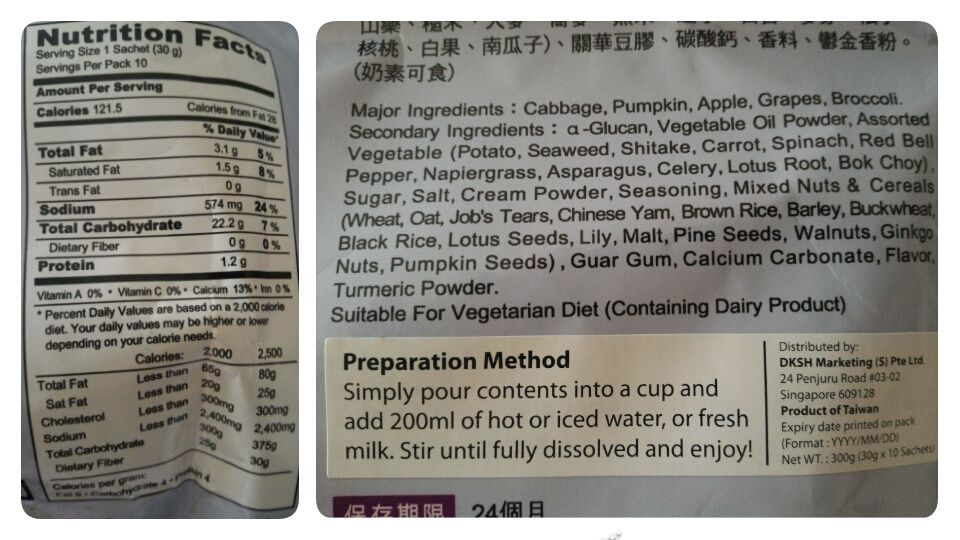 Nutrition Facts
Serving Size 1 Sachet (30 g)
Servings Per Pack 10
Amount Per Serving
Calories 121.5 Calories from Fat 28
% Daily Value*
Total Fat 3.1 g 5%
Saturated Fat 1.5 g 8%
Trans Fat 0 g
Sodium 574 mg 24%
Total Carbohydrate 22.2 g 7%
Dietary Fiber 0 g 0%
Protein 1.2 g
Vitamin A 0% • Vitamin C 0% • Calcium 13% • Iron 0%
* Percent Daily Values are based on a 2,000 calorie
diet. Your daily values may be higher or lower
depending on your calorie needs.
Calories: 2,000 2,500
Total Fat Less than 65g 80g
Sat Fat Less than 20g 25g
Cholesterol Less than 300mg 300mg
Sodium Less than 2,400mg 2,400mg
Total Carbohydrate 300g 375g
Dietary Fiber 25g 30g
Calories per gram:
Fat 9 • Carbohydrate 4 • Protein 4
核桃、白果、南瓜子)、關華豆膠、碳酸鈣、香料、鬱金香粉。
(奶素可食)
Major Ingredients：Cabbage, Pumpkin, Apple, Grapes, Broccoli.
Secondary Ingredients：α-Glucan, Vegetable Oil Powder, Assorted
Vegetable (Potato, Seaweed, Shitake, Carrot, Spinach, Red Bell
Pepper, Napiergrass, Asparagus, Celery, Lotus Root, Bok Choy),
Sugar, Salt, Cream Powder, Seasoning, Mixed Nuts & Cereals
(Wheat, Oat, Job's Tears, Chinese Yam, Brown Rice, Barley, Buckwheat,
Black Rice, Lotus Seeds, Lily, Malt, Pine Seeds, Walnuts, Ginkgo
Nuts, Pumpkin Seeds), Guar Gum, Calcium Carbonate, Flavor,
Turmeric Powder.
Suitable For Vegetarian Diet (Containing Dairy Product)
Preparation Method
Simply pour contents into a cup and
add 200ml of hot or iced water, or fresh
milk. Stir until fully dissolved and enjoy!
Distributed by:
DKSH Marketing (S) Pte Ltd.
24 Penjuru Road #03-02
Singapore 609128
Product of Taiwan
Expiry date printed on pack
(Format : YYYY/MM/DD)
Net WT. : 300g (30g x 10 Sachets)
保存期限 24個月